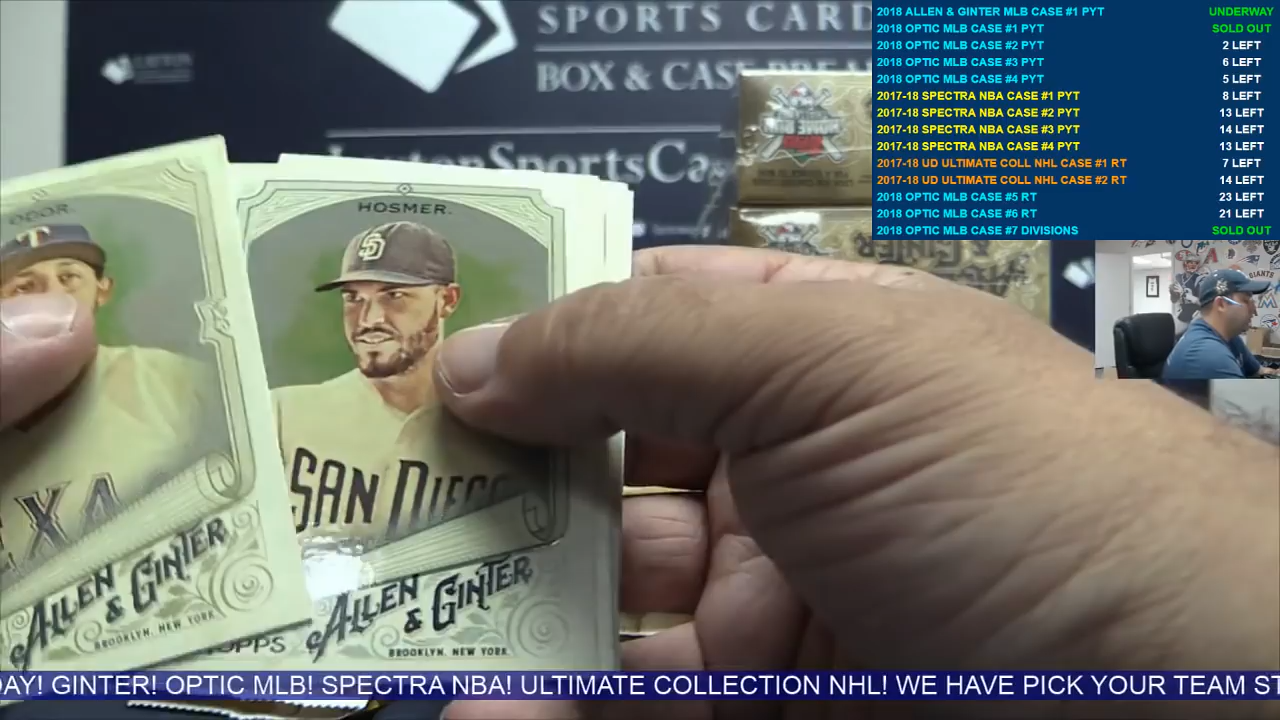 SPORTS CARD
BOX & CASE BREA
2018 ALLEN & GINTER MLB CASE #1 PYT UNDERWAY
2018 OPTIC MLB CASE #1 PYT SOLD OUT
2018 OPTIC MLB CASE #2 PYT 2 LEFT
2018 OPTIC MLB CASE #3 PYT 6 LEFT
2018 OPTIC MLB CASE #4 PYT 5 LEFT
2017-18 SPECTRA NBA CASE #1 PYT 8 LEFT
2017-18 SPECTRA NBA CASE #2 PYT 13 LEFT
2017-18 SPECTRA NBA CASE #3 PYT 14 LEFT
2017-18 SPECTRA NBA CASE #4 PYT 13 LEFT
2017-18 UD ULTIMATE COLL NHL CASE #1 RT 7 LEFT
2017-18 UD ULTIMATE COLL NHL CASE #2 RT 14 LEFT
2018 OPTIC MLB CASE #5 RT 23 LEFT
2018 OPTIC MLB CASE #6 RT 21 LEFT
2018 OPTIC MLB CASE #7 DIVISIONS SOLD OUT
SportsCa
ODOR.
HOSMER.
GIANTS
EXA
SAN DIEG
ALLEN & GINTER
BROOKLYN. NEW YORK.
TOPPS
ALLEN & GINTER
BROOKLYN. NEW YORK.
DAY! GINTER! OPTIC MLB! SPECTRA NBA! ULTIMATE COLLECTION NHL! WE HAVE PICK YOUR TEAM ST